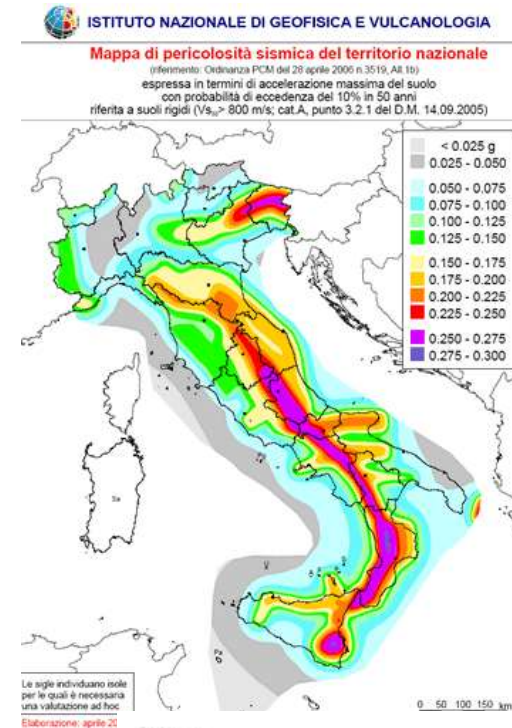 ISTITUTO NAZIONALE DI GEOFISICA E VULCANOLOGIA
Mappa di pericolosità sismica del territorio nazionale
(riferimento: Ordinanza PCM del 28 aprile 2006 n.3519, All.1b)
espressa in termini di accelerazione massima del suolo
con probabilità di eccedenza del 10% in 50 anni
riferita a suoli rigidi (Vs₃₀> 800 m/s; cat.A, punto 3.2.1 del D.M. 14.09.2005)
< 0.025 g
0.025 - 0.050
0.050 - 0.075
0.075 - 0.100
0.100 - 0.125
0.125 - 0.150
0.150 - 0.175
0.175 - 0.200
0.200 - 0.225
0.225 - 0.250
0.250 - 0.275
0.275 - 0.300
Sa
Pa
Le sigle individuano isole
per le quali è necessaria
una valutazione ad hoc
0 50 100 150 km
Elaborazione: aprile 20